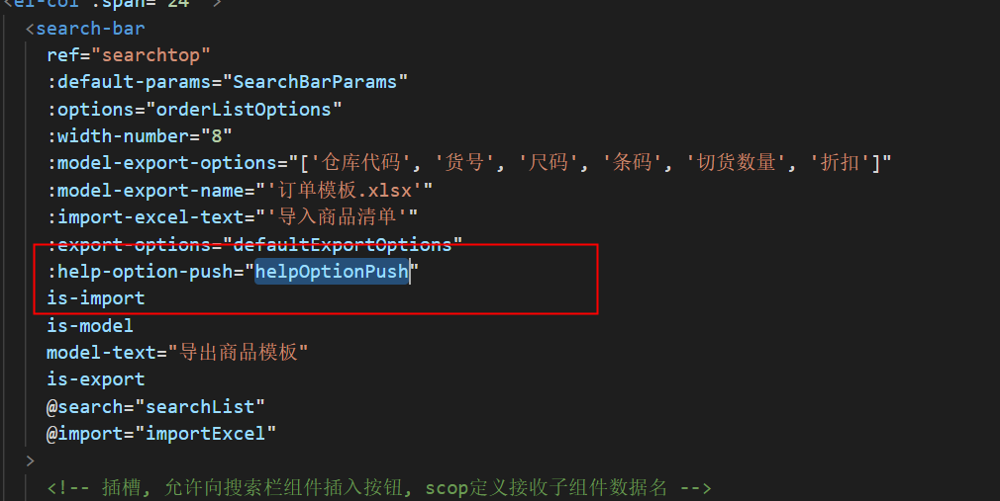 <el-col :span="24" >
<search-bar
ref="searchtop"
:default-params="SearchBarParams"
:options="orderListOptions"
:width-number="8"
:model-export-options="['仓库代码', '货号', '尺码', '条码', '切货数量', '折扣']"
:model-export-name="'订单模板.xlsx'"
:import-excel-text="'导入商品清单'"
:export-options="defaultExportOptions"
:help-option-push="helpOptionPush"
is-import
is-model
model-text="导出商品模板"
is-export
@search="searchList"
@import="importExcel"
>
<!-- 插槽, 允许向搜索栏组件插入按钮, scop定义接收子组件数据名 -->